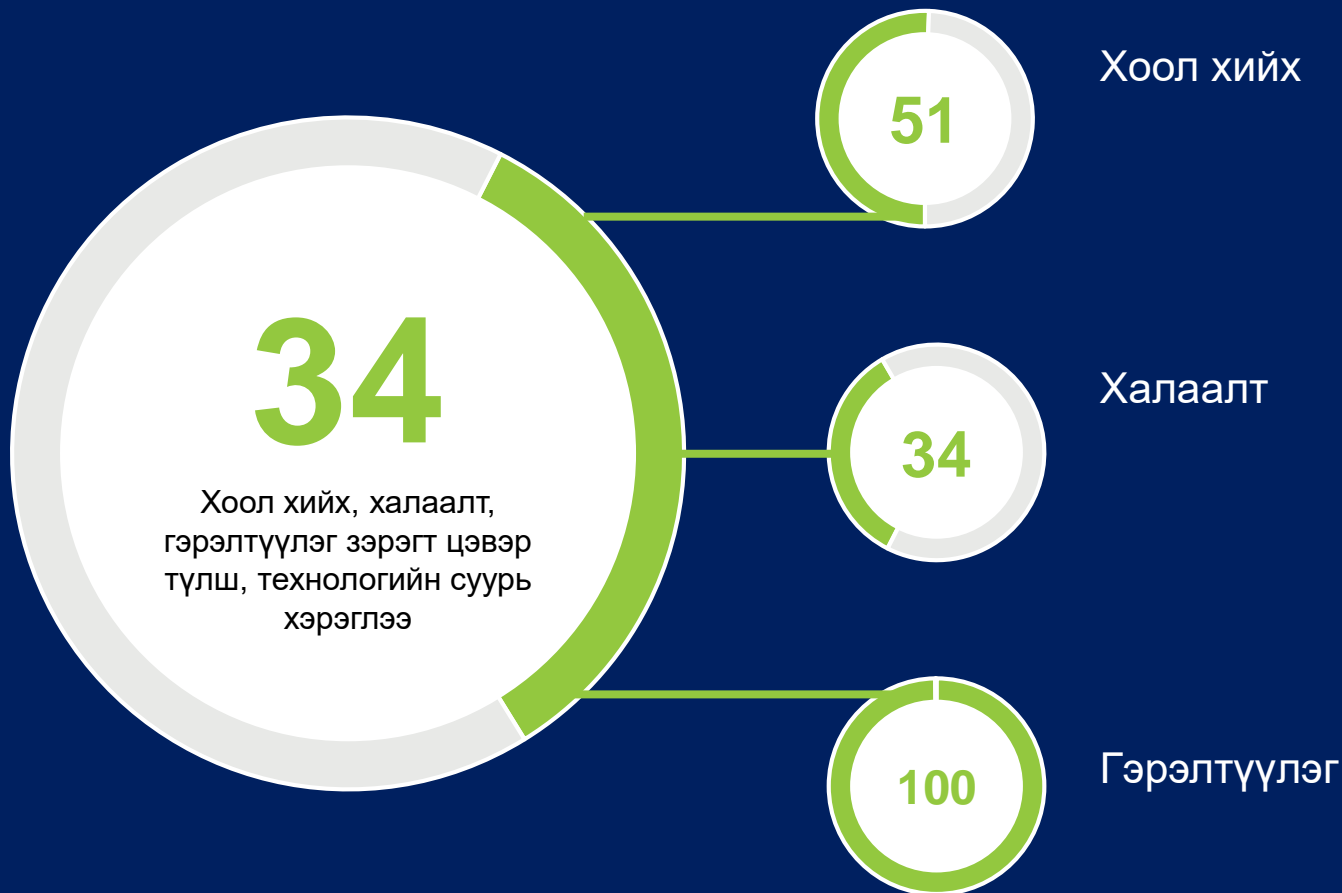 34
Хоол хийх, халаалт,
гэрэлтүүлэг зэрэгт цэвэр
түлш, технологийн суурь
хэрэглээ
51
Хоол хийх
34
Халаалт
100
Гэрэлтүүлэг